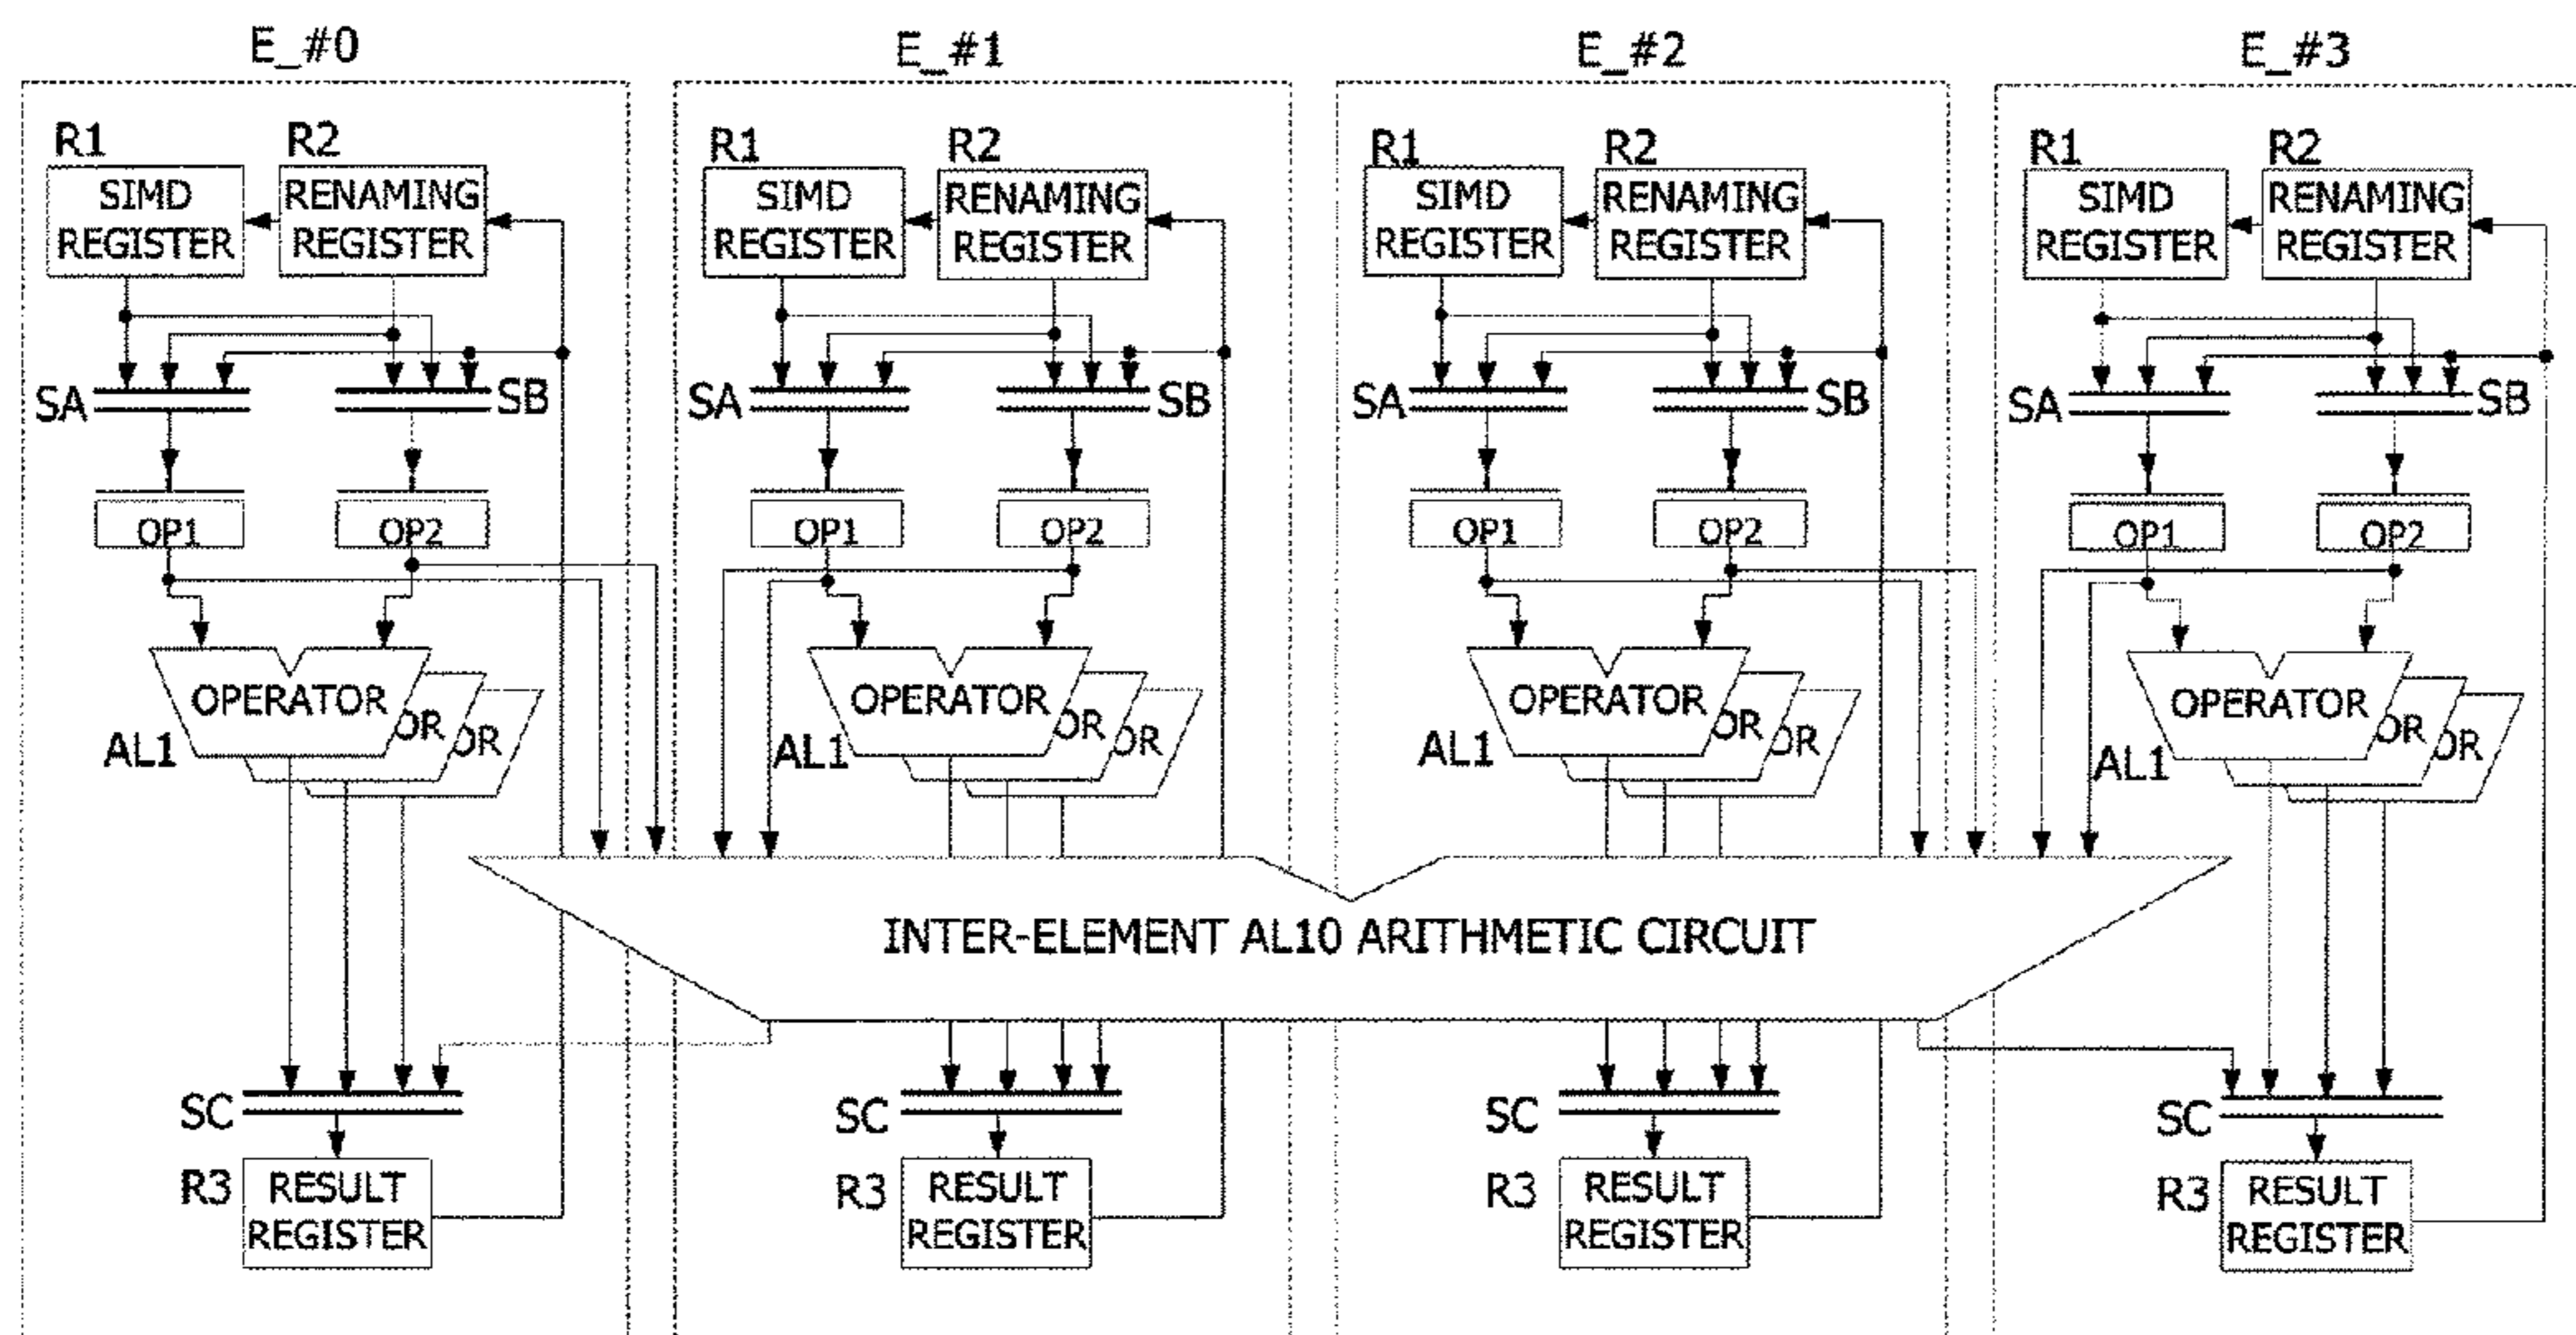 E_#0 E_#1 E_#2 E_#3
R1 R2 R1 R2 R1 R2 R1 R2
SIMD RENAMING SIMD RENAMING SIMD RENAMING SIMD RENAMING
REGISTER REGISTER REGISTER REGISTER REGISTER REGISTER REGISTER REGISTER
SA SB SA SB SA SB SA SB
OP1 OP2 OP1 OP2 OP1 OP2 OP1 OP2
OPERATOR OR OR OPERATOR OR OR OPERATOR OR OR OPERATOR OR OR
AL1 AL1 AL1 AL1
INTER-ELEMENT AL10 ARITHMETIC CIRCUIT
SC SC SC SC
R3 RESULT R3 RESULT R3 RESULT R3 RESULT
REGISTER REGISTER REGISTER REGISTER